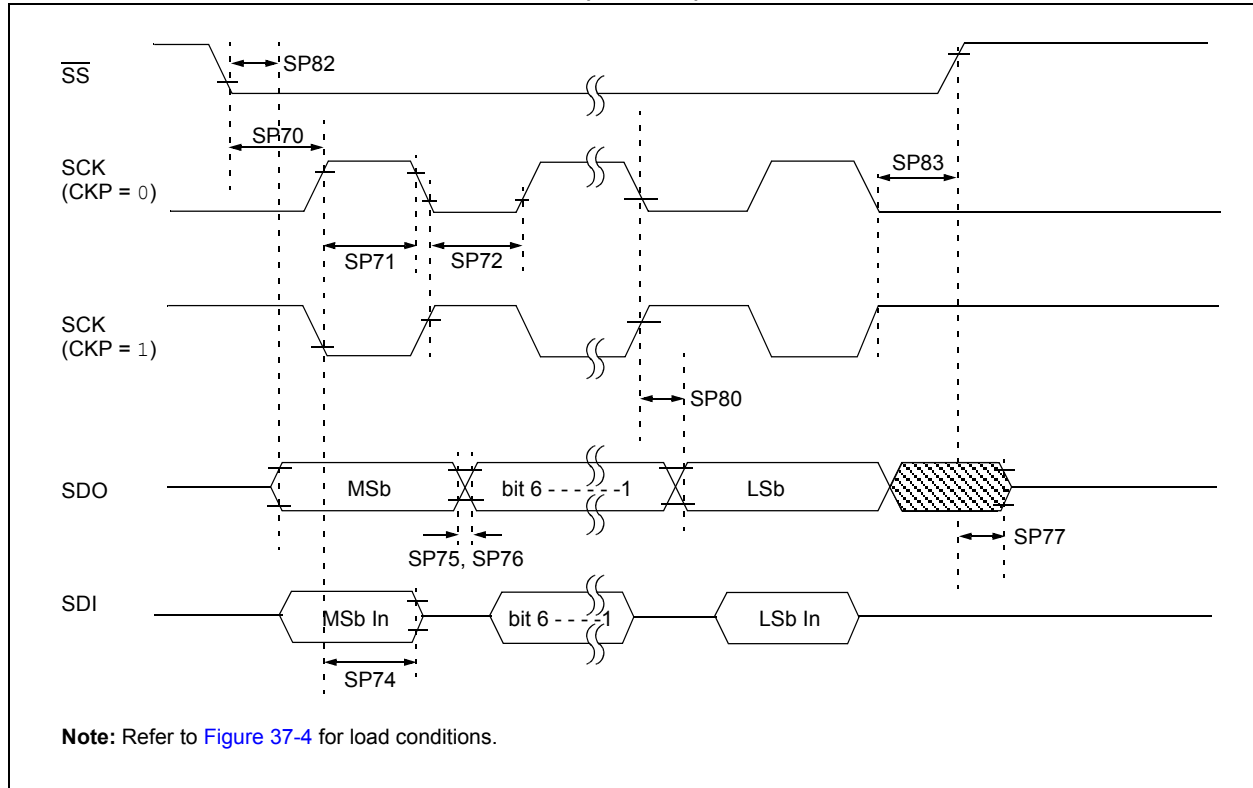 SS
SP82
SP70
SCK
(CKP = 0)
SP83
SP71
SP72
SCK
(CKP = 1)
SP80
SDO
MSb
bit 6 - - - - - -1
LSb
SP75, SP76
SP77
SDI
MSb In
bit 6 - - - -1
LSb In
SP74
Note: Refer to Figure 37-4 for load conditions.